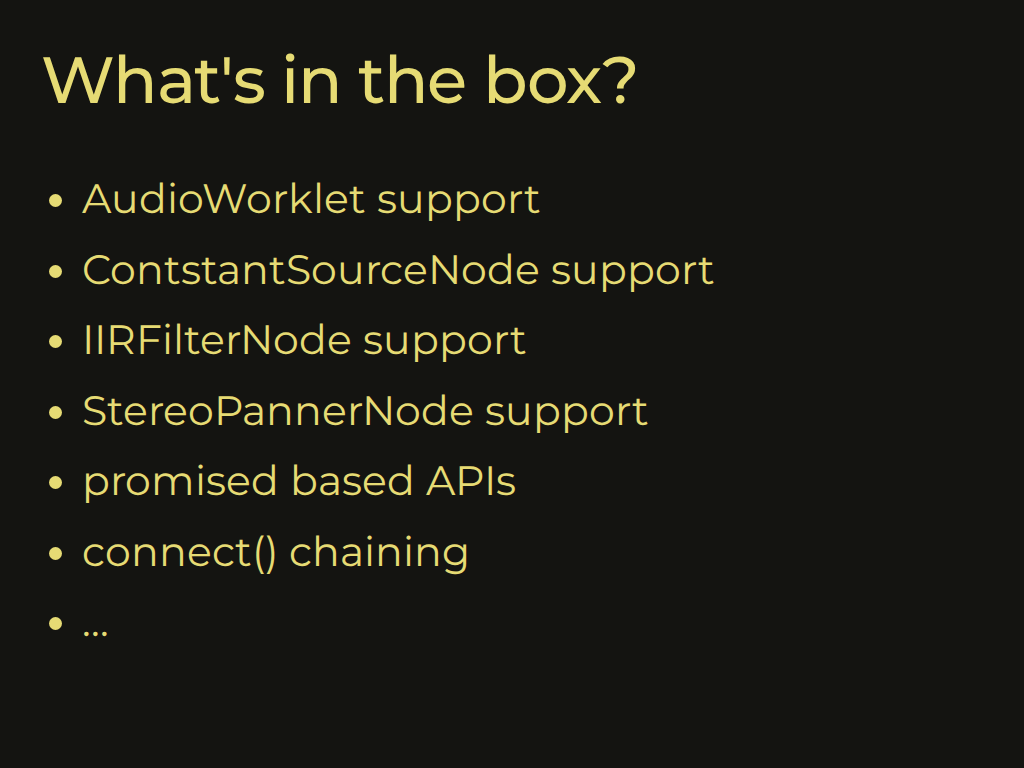 What's in the box?
• AudioWorklet support
• ContstantSourceNode support
• IIRFilterNode support
• StereoPannerNode support
• promised based APIs
• connect() chaining
• ...